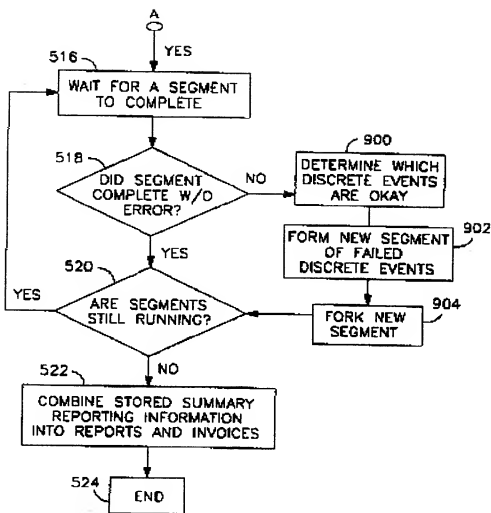 A
YES
516
WAIT FOR A SEGMENT
TO COMPLETE
518
DID SEGMENT
COMPLETE W/O
ERROR?
NO
900
DETERMINE WHICH
DISCRETE EVENTS
ARE OKAY
902
FORM NEW SEGMENT
OF FAILED
DISCRETE EVENTS
904
FORK NEW
SEGMENT
YES
520
YES
ARE SEGMENTS
STILL RUNNING?
NO
522
COMBINE STORED SUMMARY
REPORTING INFORMATION
INTO REPORTS AND INVOICES
524
END